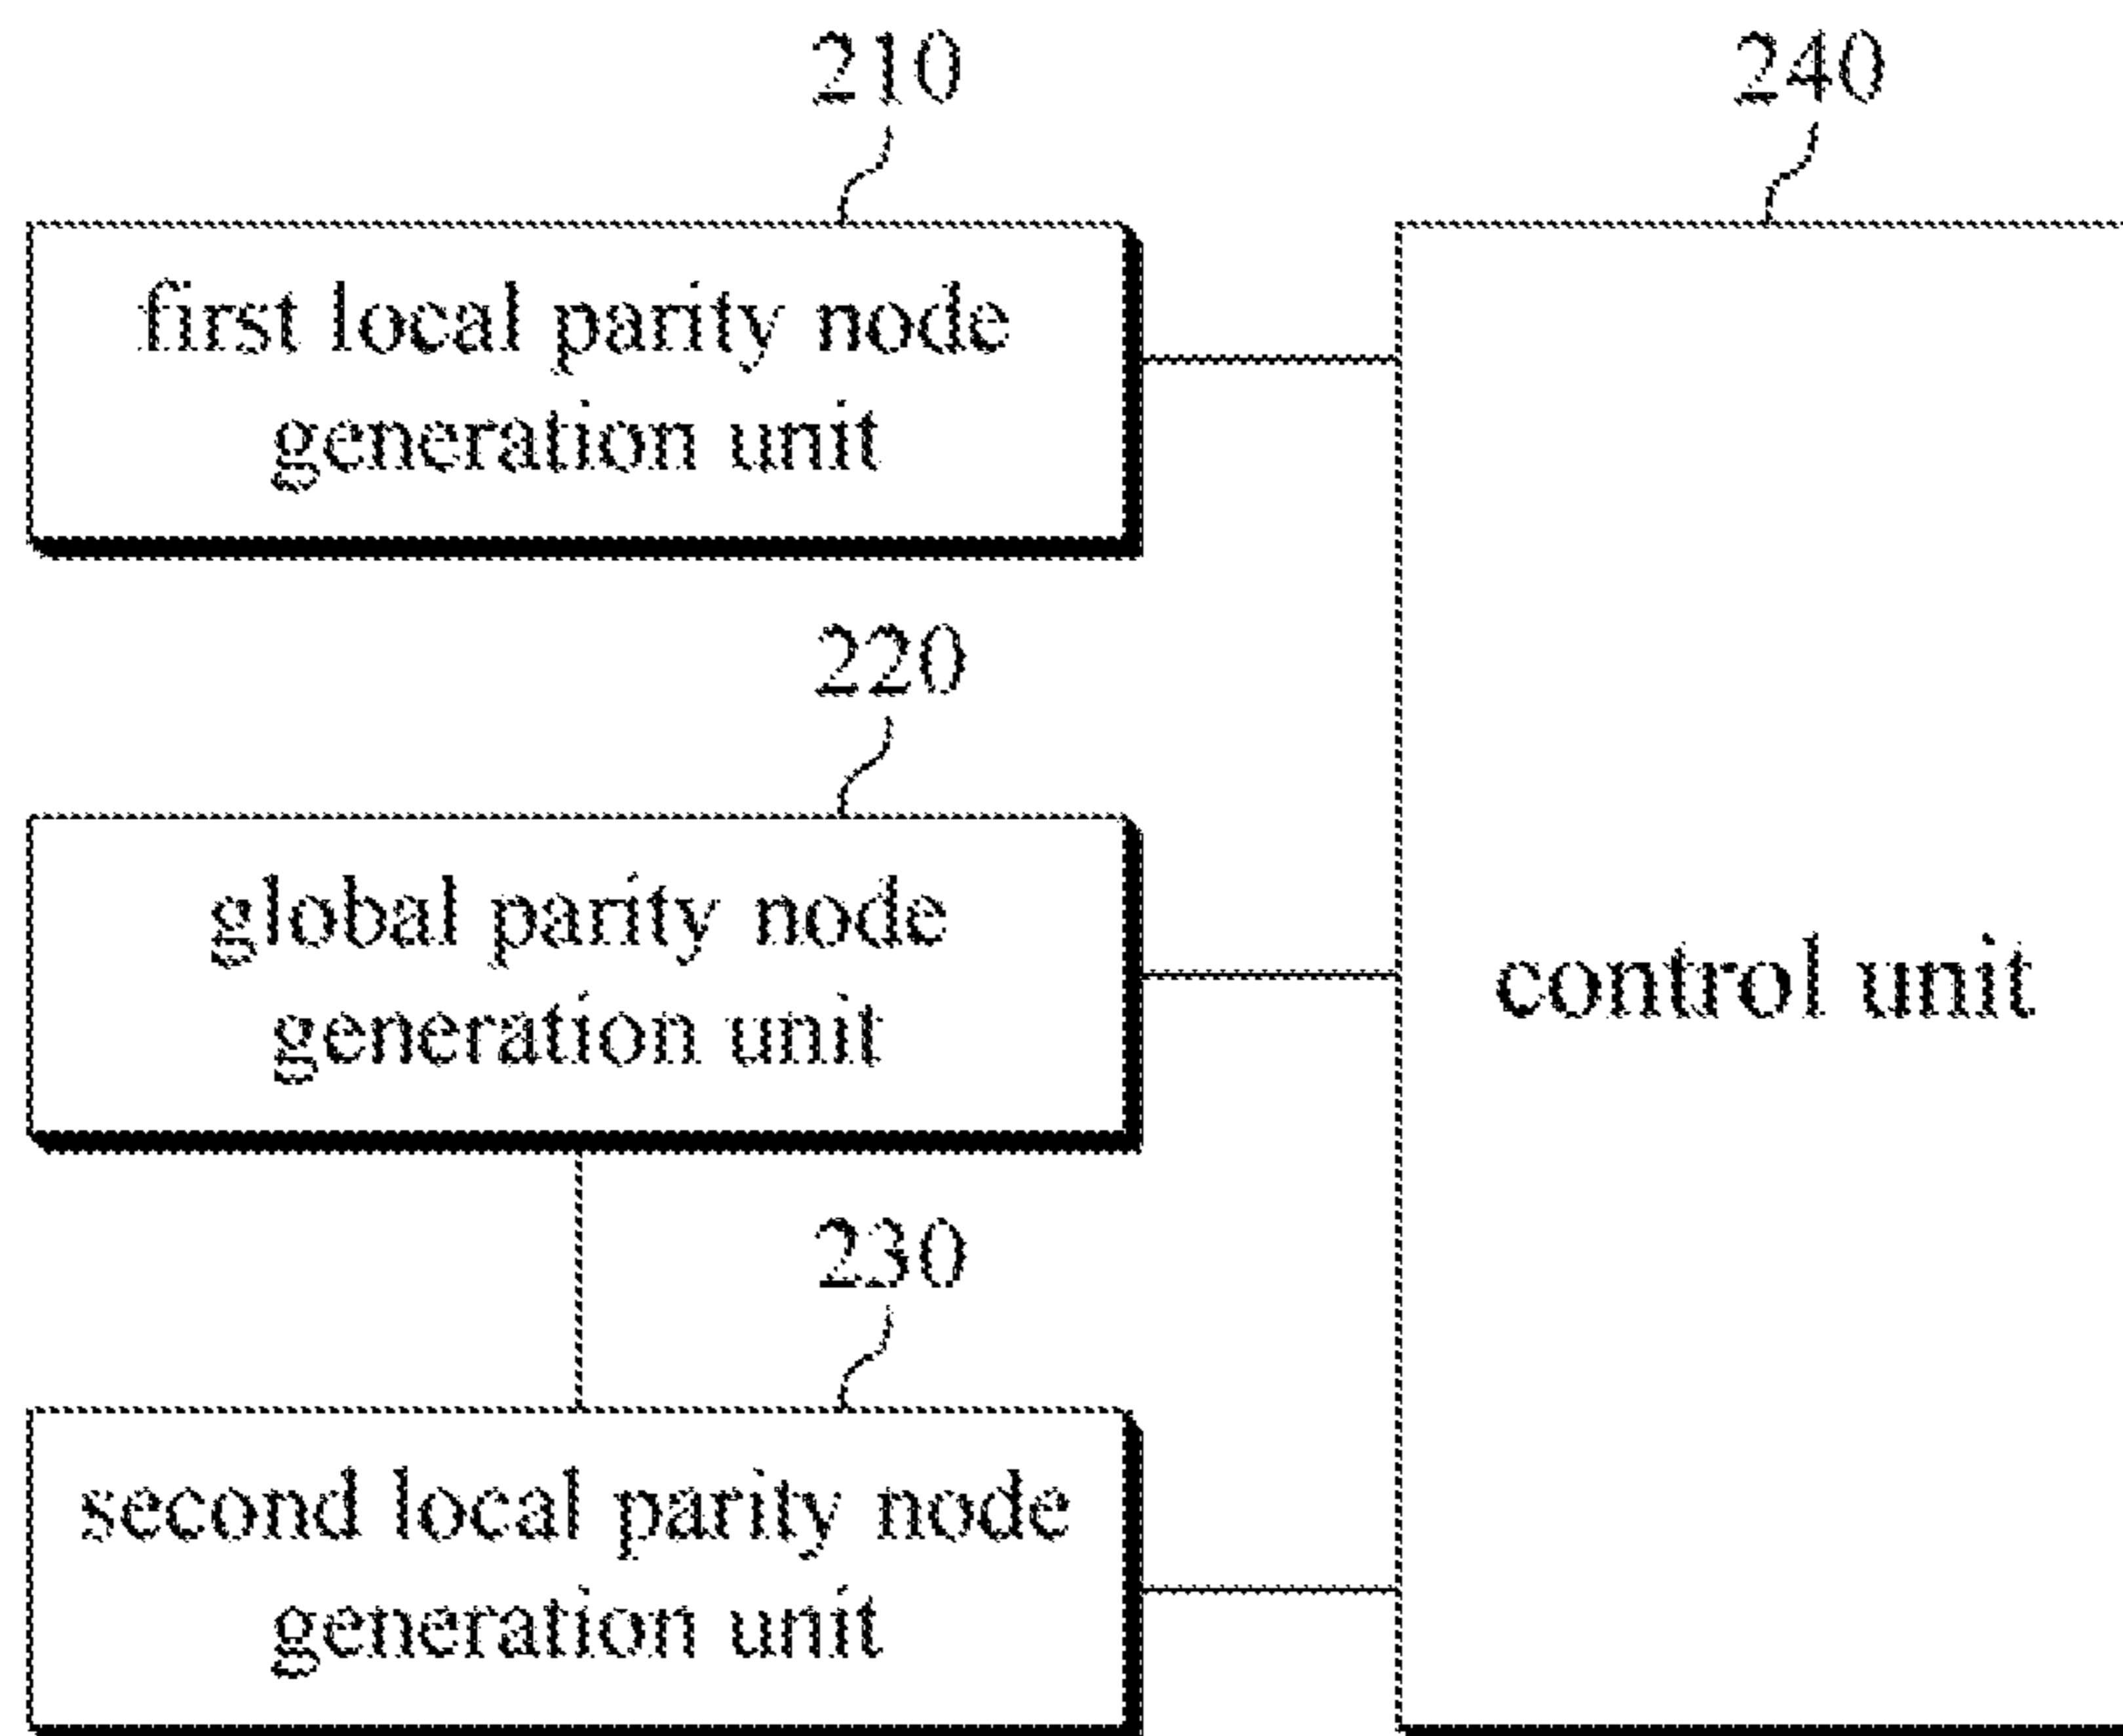 210
240
first local parity node
generation unit
220
global parity node
generation unit
control unit
230
second local parity node
generation unit